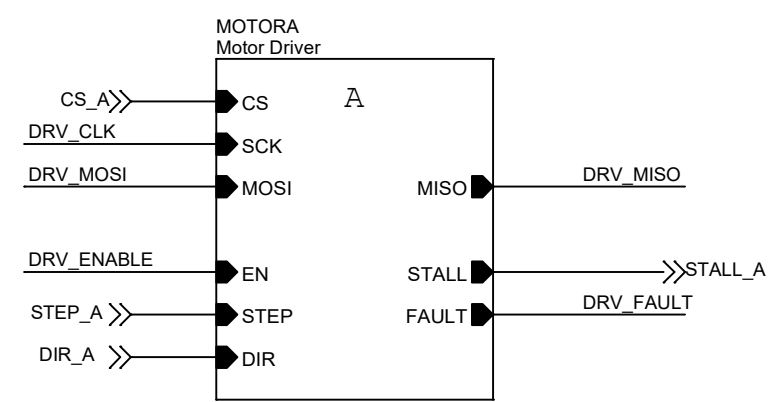 MOTORA
Motor Driver
CS_A
CS
A
DRV_CLK
SCK
DRV_MOSI
MOSI
MISO
DRV_MISO
DRV_ENABLE
EN
STALL
STALL_A
STEP_A
STEP
FAULT
DRV_FAULT
DIR_A
DIR